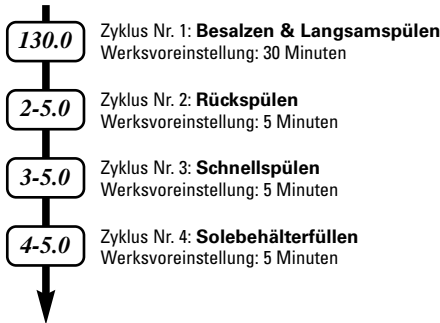 130.0
Zyklus Nr. 1: Besalzen & Langsamspülen
Werksvoreinstellung: 30 Minuten
2-5.0
Zyklus Nr. 2: Rückspülen
Werksvoreinstellung: 5 Minuten
3-5.0
Zyklus Nr. 3: Schnellspülen
Werksvoreinstellung: 5 Minuten
4-5.0
Zyklus Nr. 4: Solebehälterfüllen
Werksvoreinstellung: 5 Minuten